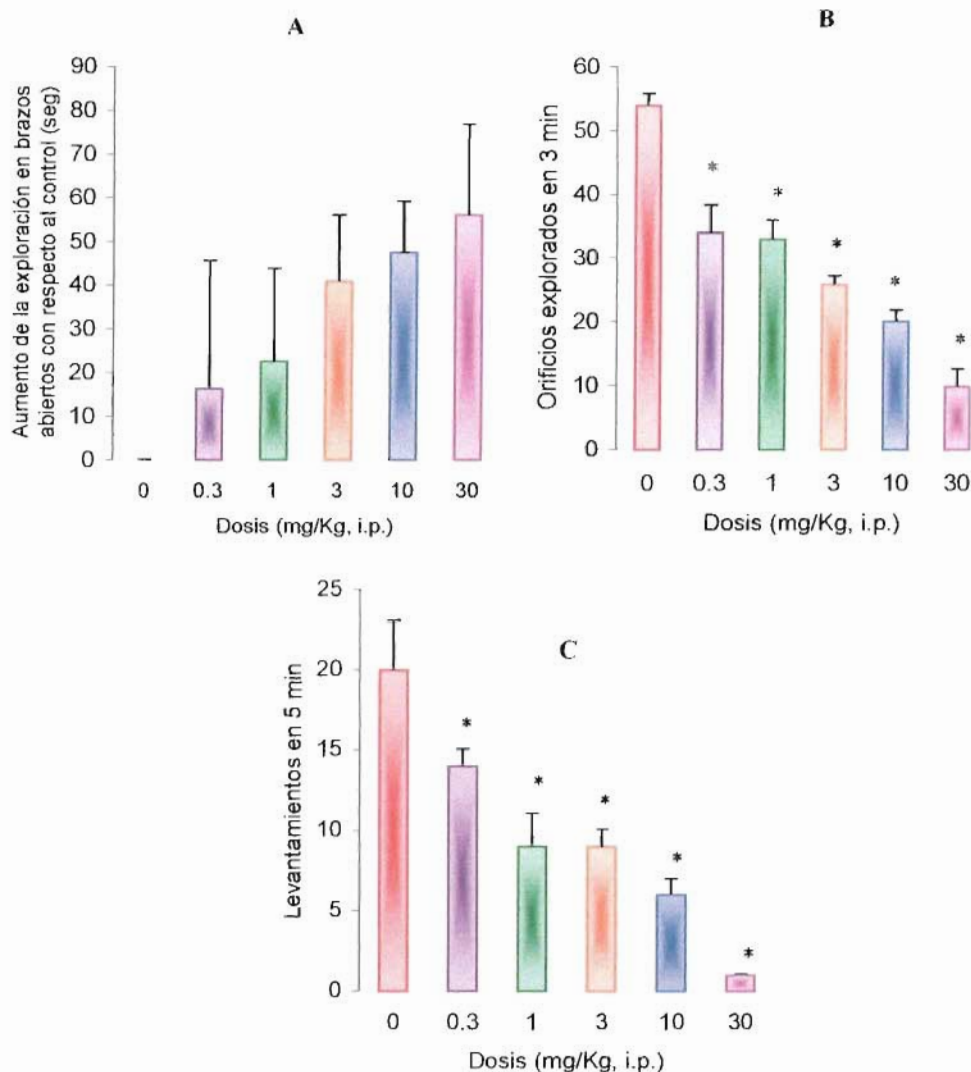 A
Aumento de la exploración en brazos
abiertos con respecto al control (seg)
90
80
70
60
50
40
30
20
10
0
0 0.3 1 3 10 30
Dosis (mg/Kg, i.p.)
B
Orificios explorados en 3 min
60
50
40
30
20
10
0
* * * * *
0 0.3 1 3 10 30
Dosis (mg/Kg, i.p.)
C
Levantamientos en 5 min
25
20
15
10
5
0
* * * * *
0 0.3 1 3 10 30
Dosis (mg/Kg, i.p.)